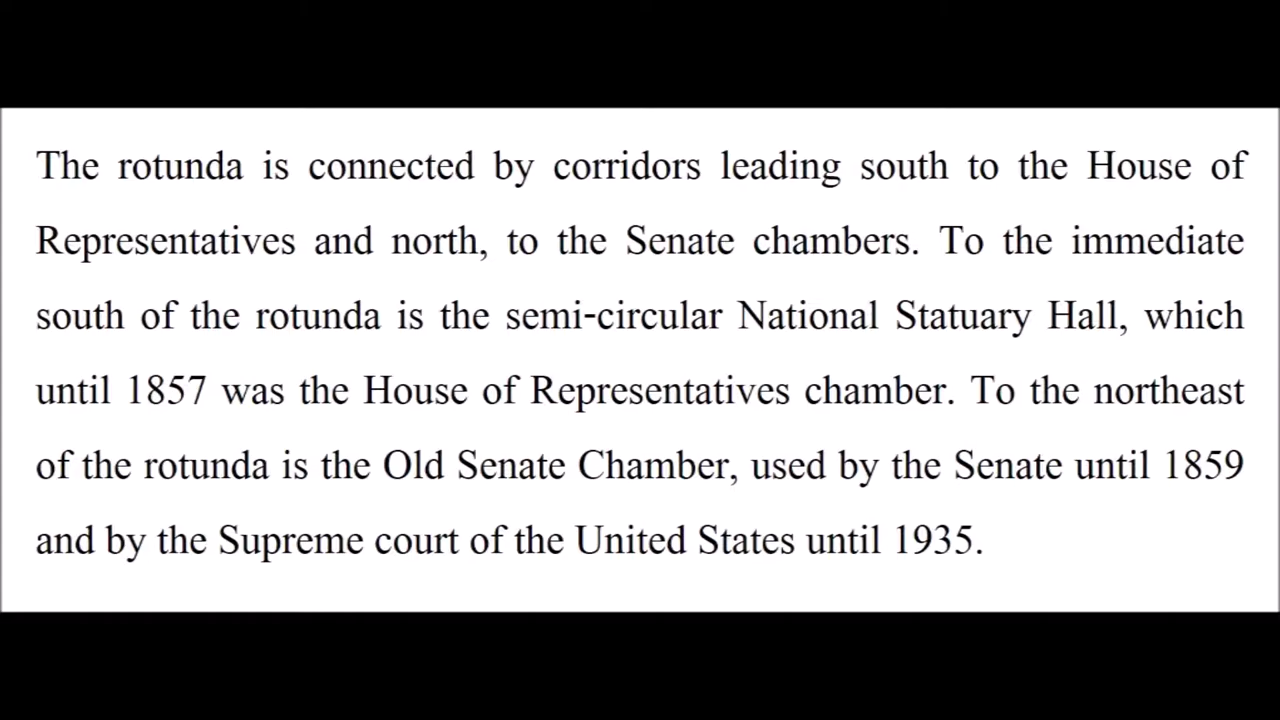 The rotunda is connected by corridors leading south to the House of
Representatives and north, to the Senate chambers. To the immediate
south of the rotunda is the semi-circular National Statuary Hall, which
until 1857 was the House of Representatives chamber. To the northeast
of the rotunda is the Old Senate Chamber, used by the Senate until 1859
and by the Supreme court of the United States until 1935.